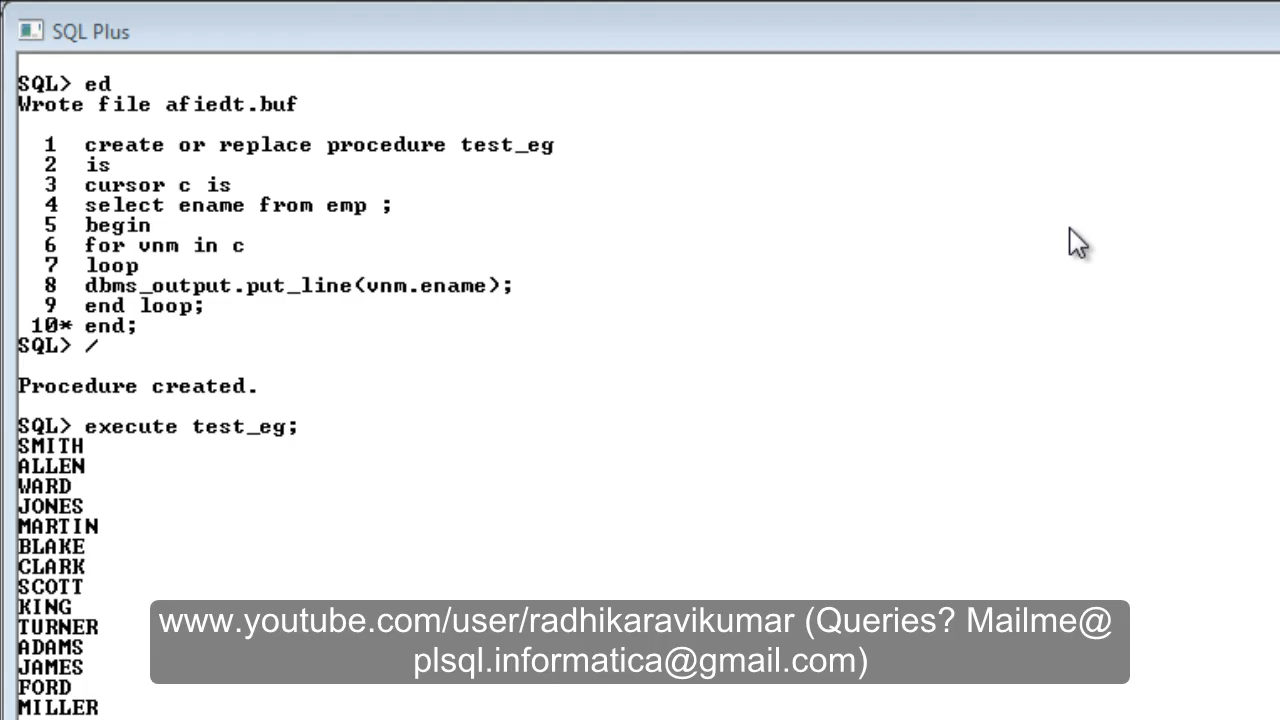 SQL Plus
SQL> ed
Wrote file afiedt.buf
1 create or replace procedure test_eg
2 is
3 cursor c is
4 select ename from emp ;
5 begin
6 for vnm in c
7 loop
8 dbms_output.put_line(vnm.ename);
9 end loop;
10* end;
SQL> /
Procedure created.
SQL> execute test_eg;
SMITH
ALLEN
WARD
JONES
MARTIN
BLAKE
CLARK
SCOTT
KING
TURNER
ADAMS
JAMES
FORD
MILLER
www.youtube.com/user/radhikaravikumar (Queries? Mailme@
plsql.informatica@gmail.com)